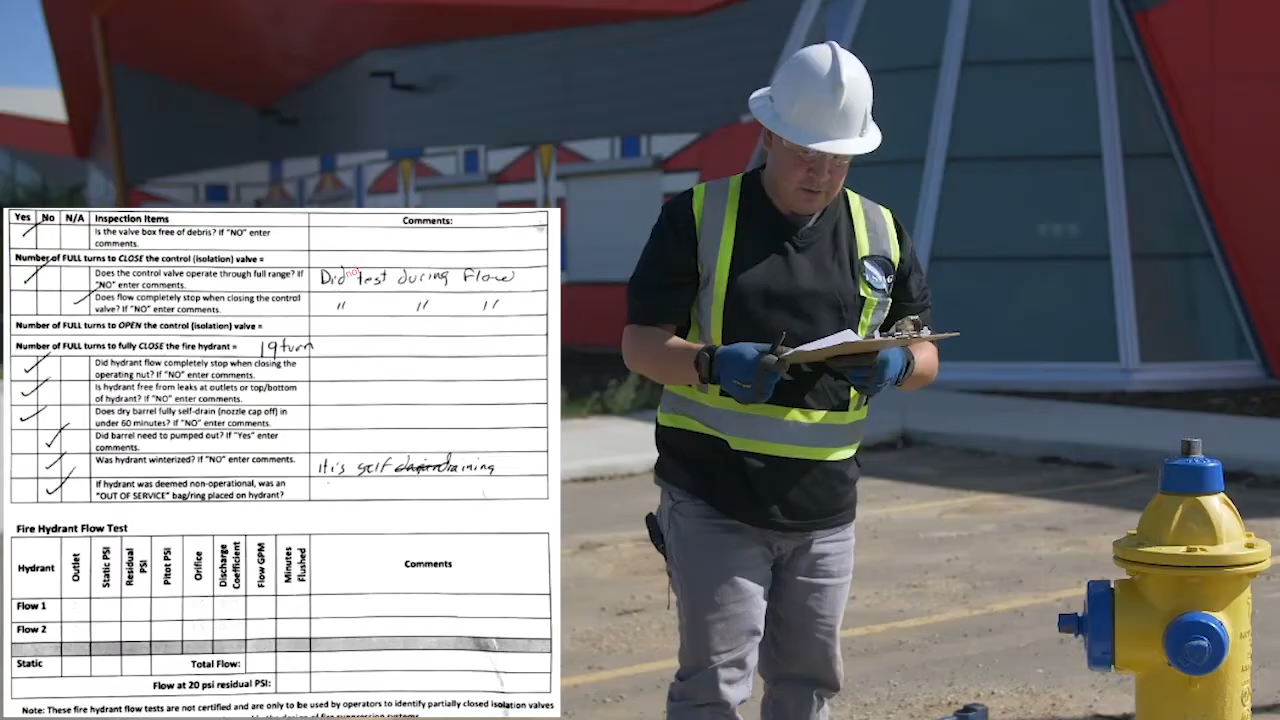 Yes No N/A Inspection Items Comments:
Is the valve box free of debris? If "NO" enter
comments.
Number of FULL turns to CLOSE the control (isolation) valve =
Does the control valve operate through full range? If
"NO" enter comments.
Did not test during Flow
Does flow completely stop when closing the control
valve? If "NO" enter comments.
" " "
Number of FULL turns to OPEN the control (isolation) valve =
Number of FULL turns to fully CLOSE the fire hydrant = 19 turn
Did hydrant flow completely stop when closing the
operating nut? If "NO" enter comments.
Is hydrant free from leaks at outlets or top/bottom
of hydrant? If "NO" enter comments.
Does dry barrel fully self-drain (nozzle cap off) in
under 60 minutes? If "NO" enter comments.
Did barrel need to pumped out? If "Yes" enter
comments.
Was hydrant winterized? If "NO" enter comments.
It's self draining
If hydrant was deemed non-operational, was an
"OUT OF SERVICE" bag/ring placed on hydrant?
Fire Hydrant Flow Test
Hydrant Outlet Static PSI Residual PSI Pitot PSI Orifice Discharge Coefficient Flow GPM Minutes Flushed Comments
Flow 1
Flow 2
Static Total Flow:
Flow at 20 psi residual PSI:
Note: These fire hydrant flow tests are not certified and are only to be used by operators to identify partially closed isolation valves